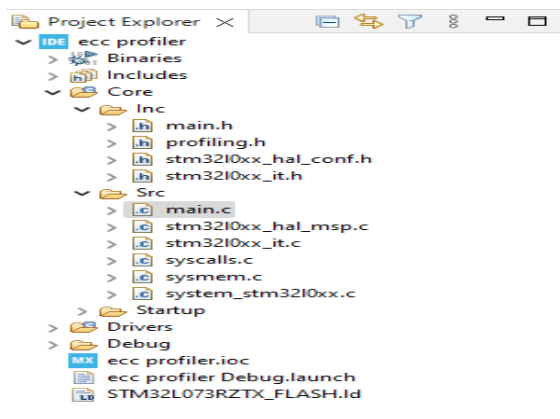 Project Explorer
IDE ecc profiler
Binaries
Includes
Core
Inc
.h main.h
.h profiling.h
.h stm32l0xx_hal_conf.h
.h stm32l0xx_it.h
Src
.c main.c
.c stm32l0xx_hal_msp.c
.c stm32l0xx_it.c
.c syscalls.c
.c sysmem.c
.c system_stm32l0xx.c
Startup
Drivers
Debug
MX ecc profiler.ioc
ecc profiler Debug.launch
LD STM32L073RZTX_FLASH.ld